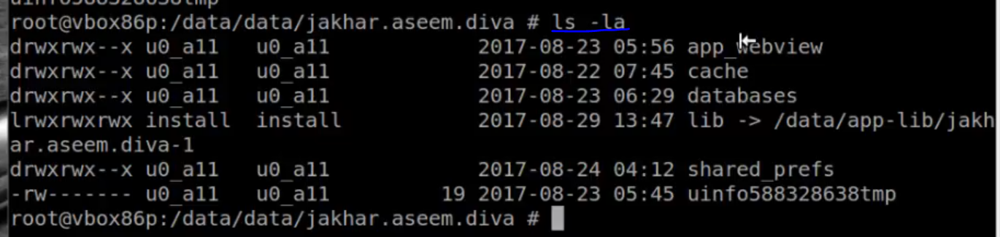 uinfo588328638tmp
root@vbox86p:/data/data/jakhar.aseem.diva # ls -la
drwxrwx--x u0_a11   u0_a11            2017-08-23 05:56 app_webview
drwxrwx--x u0_a11   u0_a11            2017-08-22 07:45 cache
drwxrwx--x u0_a11   u0_a11            2017-08-23 06:29 databases
lrwxrwxrwx install  install           2017-08-29 13:47 lib -> /data/app-lib/jakh
ar.aseem.diva-1
drwxrwx--x u0_a11   u0_a11            2017-08-24 04:12 shared_prefs
-rw------- u0_a11   u0_a11         19 2017-08-23 05:45 uinfo588328638tmp
root@vbox86p:/data/data/jakhar.aseem.diva #